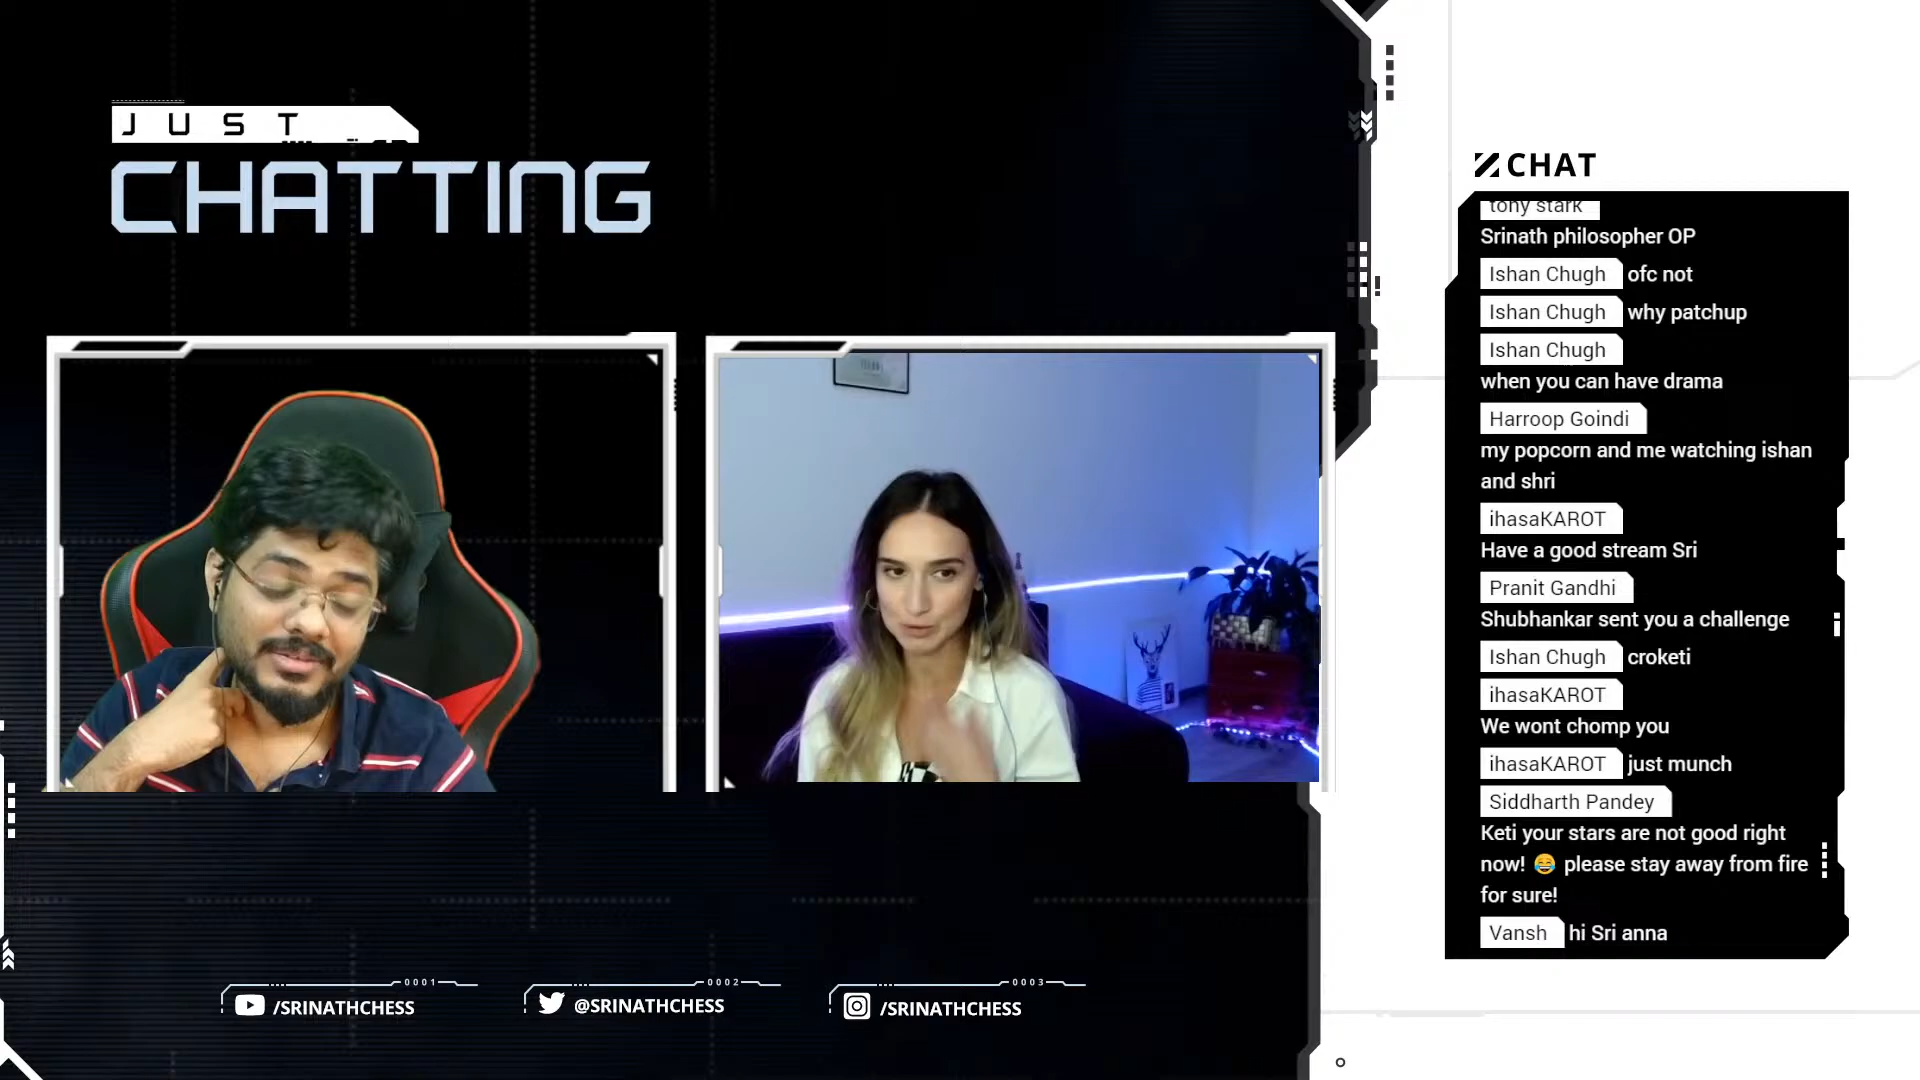 JUST
CHATTING
CHAT
tony stark
Srinath philosopher OP
Ishan Chugh ofc not
Ishan Chugh why patchup
Ishan Chugh
when you can have drama
Harroop Goindi
my popcorn and me watching ishan
and shri
ihasaKAROT
Have a good stream Sri
Pranit Gandhi
Shubhankar sent you a challenge
Ishan Chugh croketi
ihasaKAROT
We wont chomp you
ihasaKAROT just munch
Siddharth Pandey
Keti your stars are not good right
now! 😂 please stay away from fire
for sure!
Vansh hi Sri anna
0001
/SRINATHCHESS
0002
@SRINATHCHESS
0003
/SRINATHCHESS